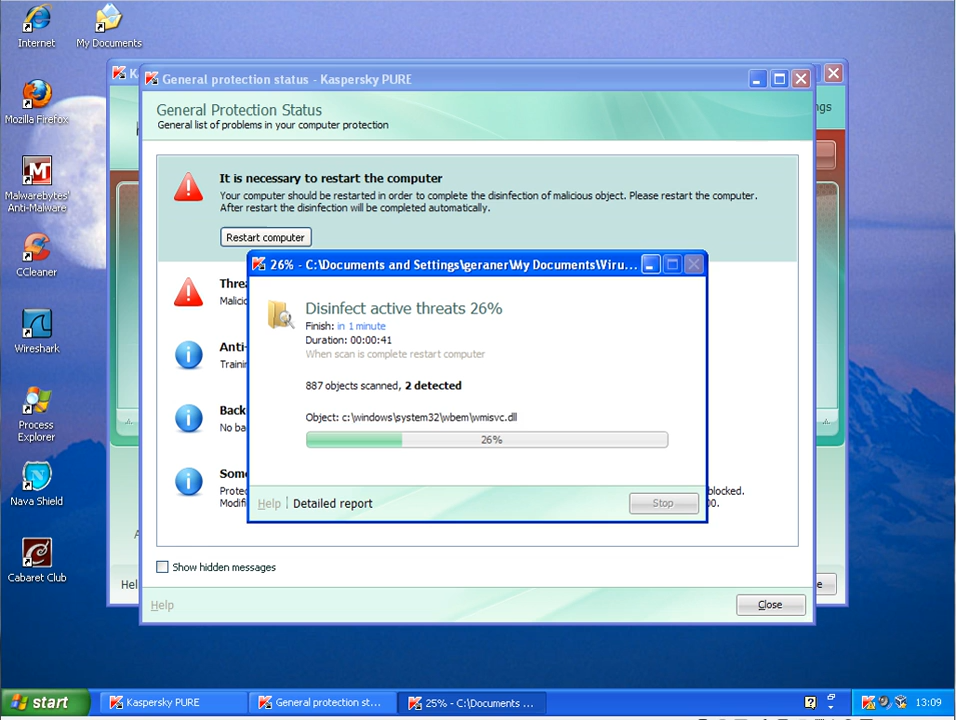 Internet
My Documents
Mozilla Firefox
Malwarebytes'
Anti-Malware
CCleaner
Wireshark
Process
Explorer
Nava Shield
Cabaret Club
General protection status - Kaspersky PURE
General Protection Status
General list of problems in your computer protection
It is necessary to restart the computer
Your computer should be restarted in order to complete the disinfection of malicious object. Please restart the computer.
After restart the disinfection will be completed automatically.
Restart computer
26% - C:\Documents and Settings\geraner\My Documents\Viru...
Disinfect active threats 26%
Finish: in 1 minute
Duration: 00:00:41
When scan is complete restart computer
887 objects scanned, 2 detected
Object: c:\windows\system32\wbem\wmisvc.dll
26%
Help Detailed report
Stop
Anti-
No ba
Show hidden messages
Help
Close
start
Kaspersky PURE
General protection st...
25% - C:\Documents ...
13:09